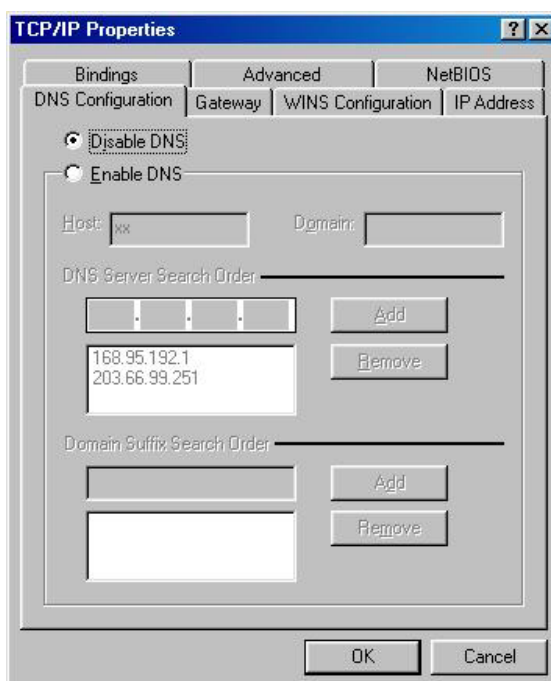 TCP/IP Properties
Bindings Advanced NetBIOS
DNS Configuration Gateway WINS Configuration IP Address
Disable DNS
Enable DNS
Host: xx Domain:
DNS Server Search Order
Add
168.95.192.1
203.66.99.251
Remove
Domain Suffix Search Order
Add
Remove
OK Cancel